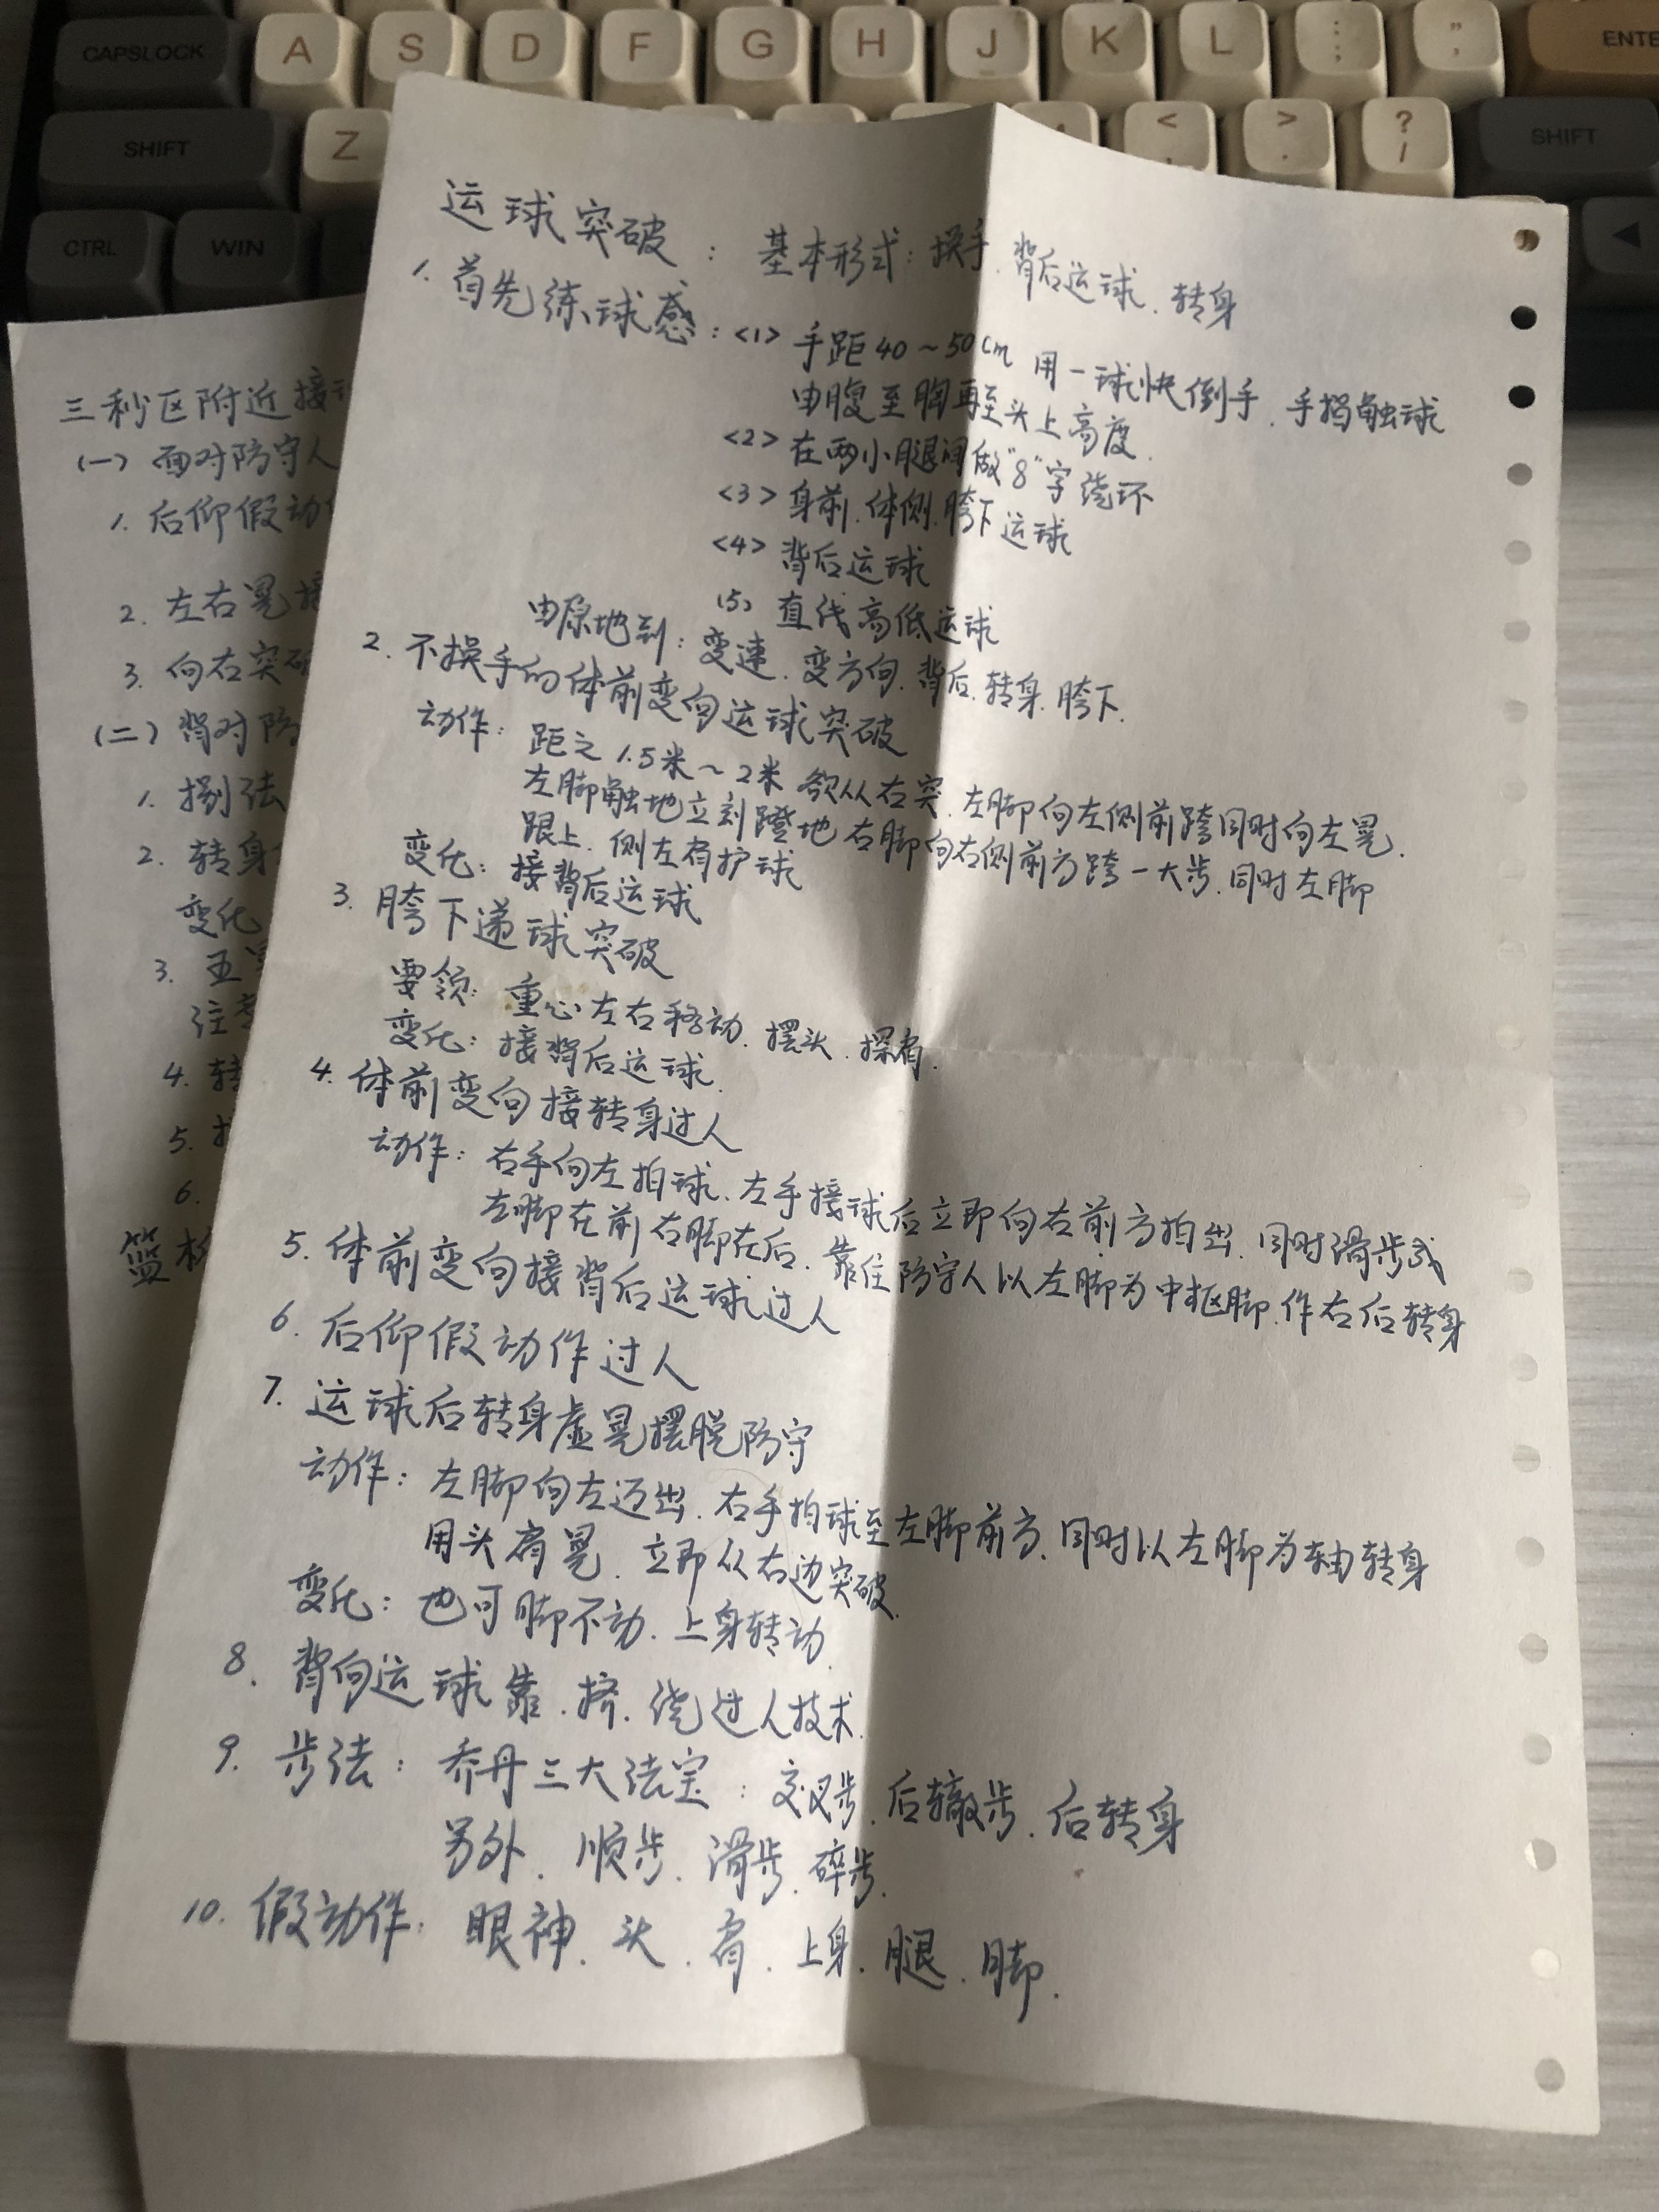 CAPSLOCK A S D F G H J K L ; : , " ENTE
SHIFT Z < , > . ? / SHIFT
CTRL WIN
运球突破：基本形式：换手、背后运球、转身
1. 首先练球感：<1> 手距40～50cm 用一球快倒手、手指触球
由腹至胸再至头上高度.
<2> 在两小腿间做"8"字绕环
<3> 身前、体侧、胯下运球
<4> 背后运球
(5) 直线高低运球
由原地到：变速、变方向、背后、转身、胯下.
2. 不换手的体前变向运球突破
动作：距之1.5米～2米 欲从右突、左脚向左侧前跨同时向左晃.
左脚触地立刻蹬地 右脚向右侧前方跨一大步、同时左脚
跟上、侧左肩护球
变化：接背后运球
3. 胯下递球突破
要领：重心左右移动、摆头、探肩.
变化：接背后运球.
4. 体前变向接转身过人
动作：右手向左拍球、左手接球后立即向右前方拍出、同时滑步式
左脚在前右脚在后、靠住防守人以左脚为中枢脚、作右后转身
5. 体前变向接背后运球过人
6. 后仰假动作过人
7. 运球后转身虚晃摆脱防守
动作：左脚向左迈出、右手拍球至左脚前方、同时以左脚为轴转身
用头肩晃、立即从右边突破.
变化：也可脚不动、上身转动.
8. 背向运球靠、挤、绕过人技术.
9. 步法：乔丹三大法宝：交叉步、后撤步、后转身
另外、顺步、滑步、碎步.
10. 假动作：眼神、头、肩、上身、腿、脚.
三秒区附近接
(一) 面对防守人
1. 后仰假动
2. 左右晃接
3. 向右突破
(二) 背对防
1. 捌法
2. 转身
变化
3. 五
注意
4. 转
5.
6.
篮板